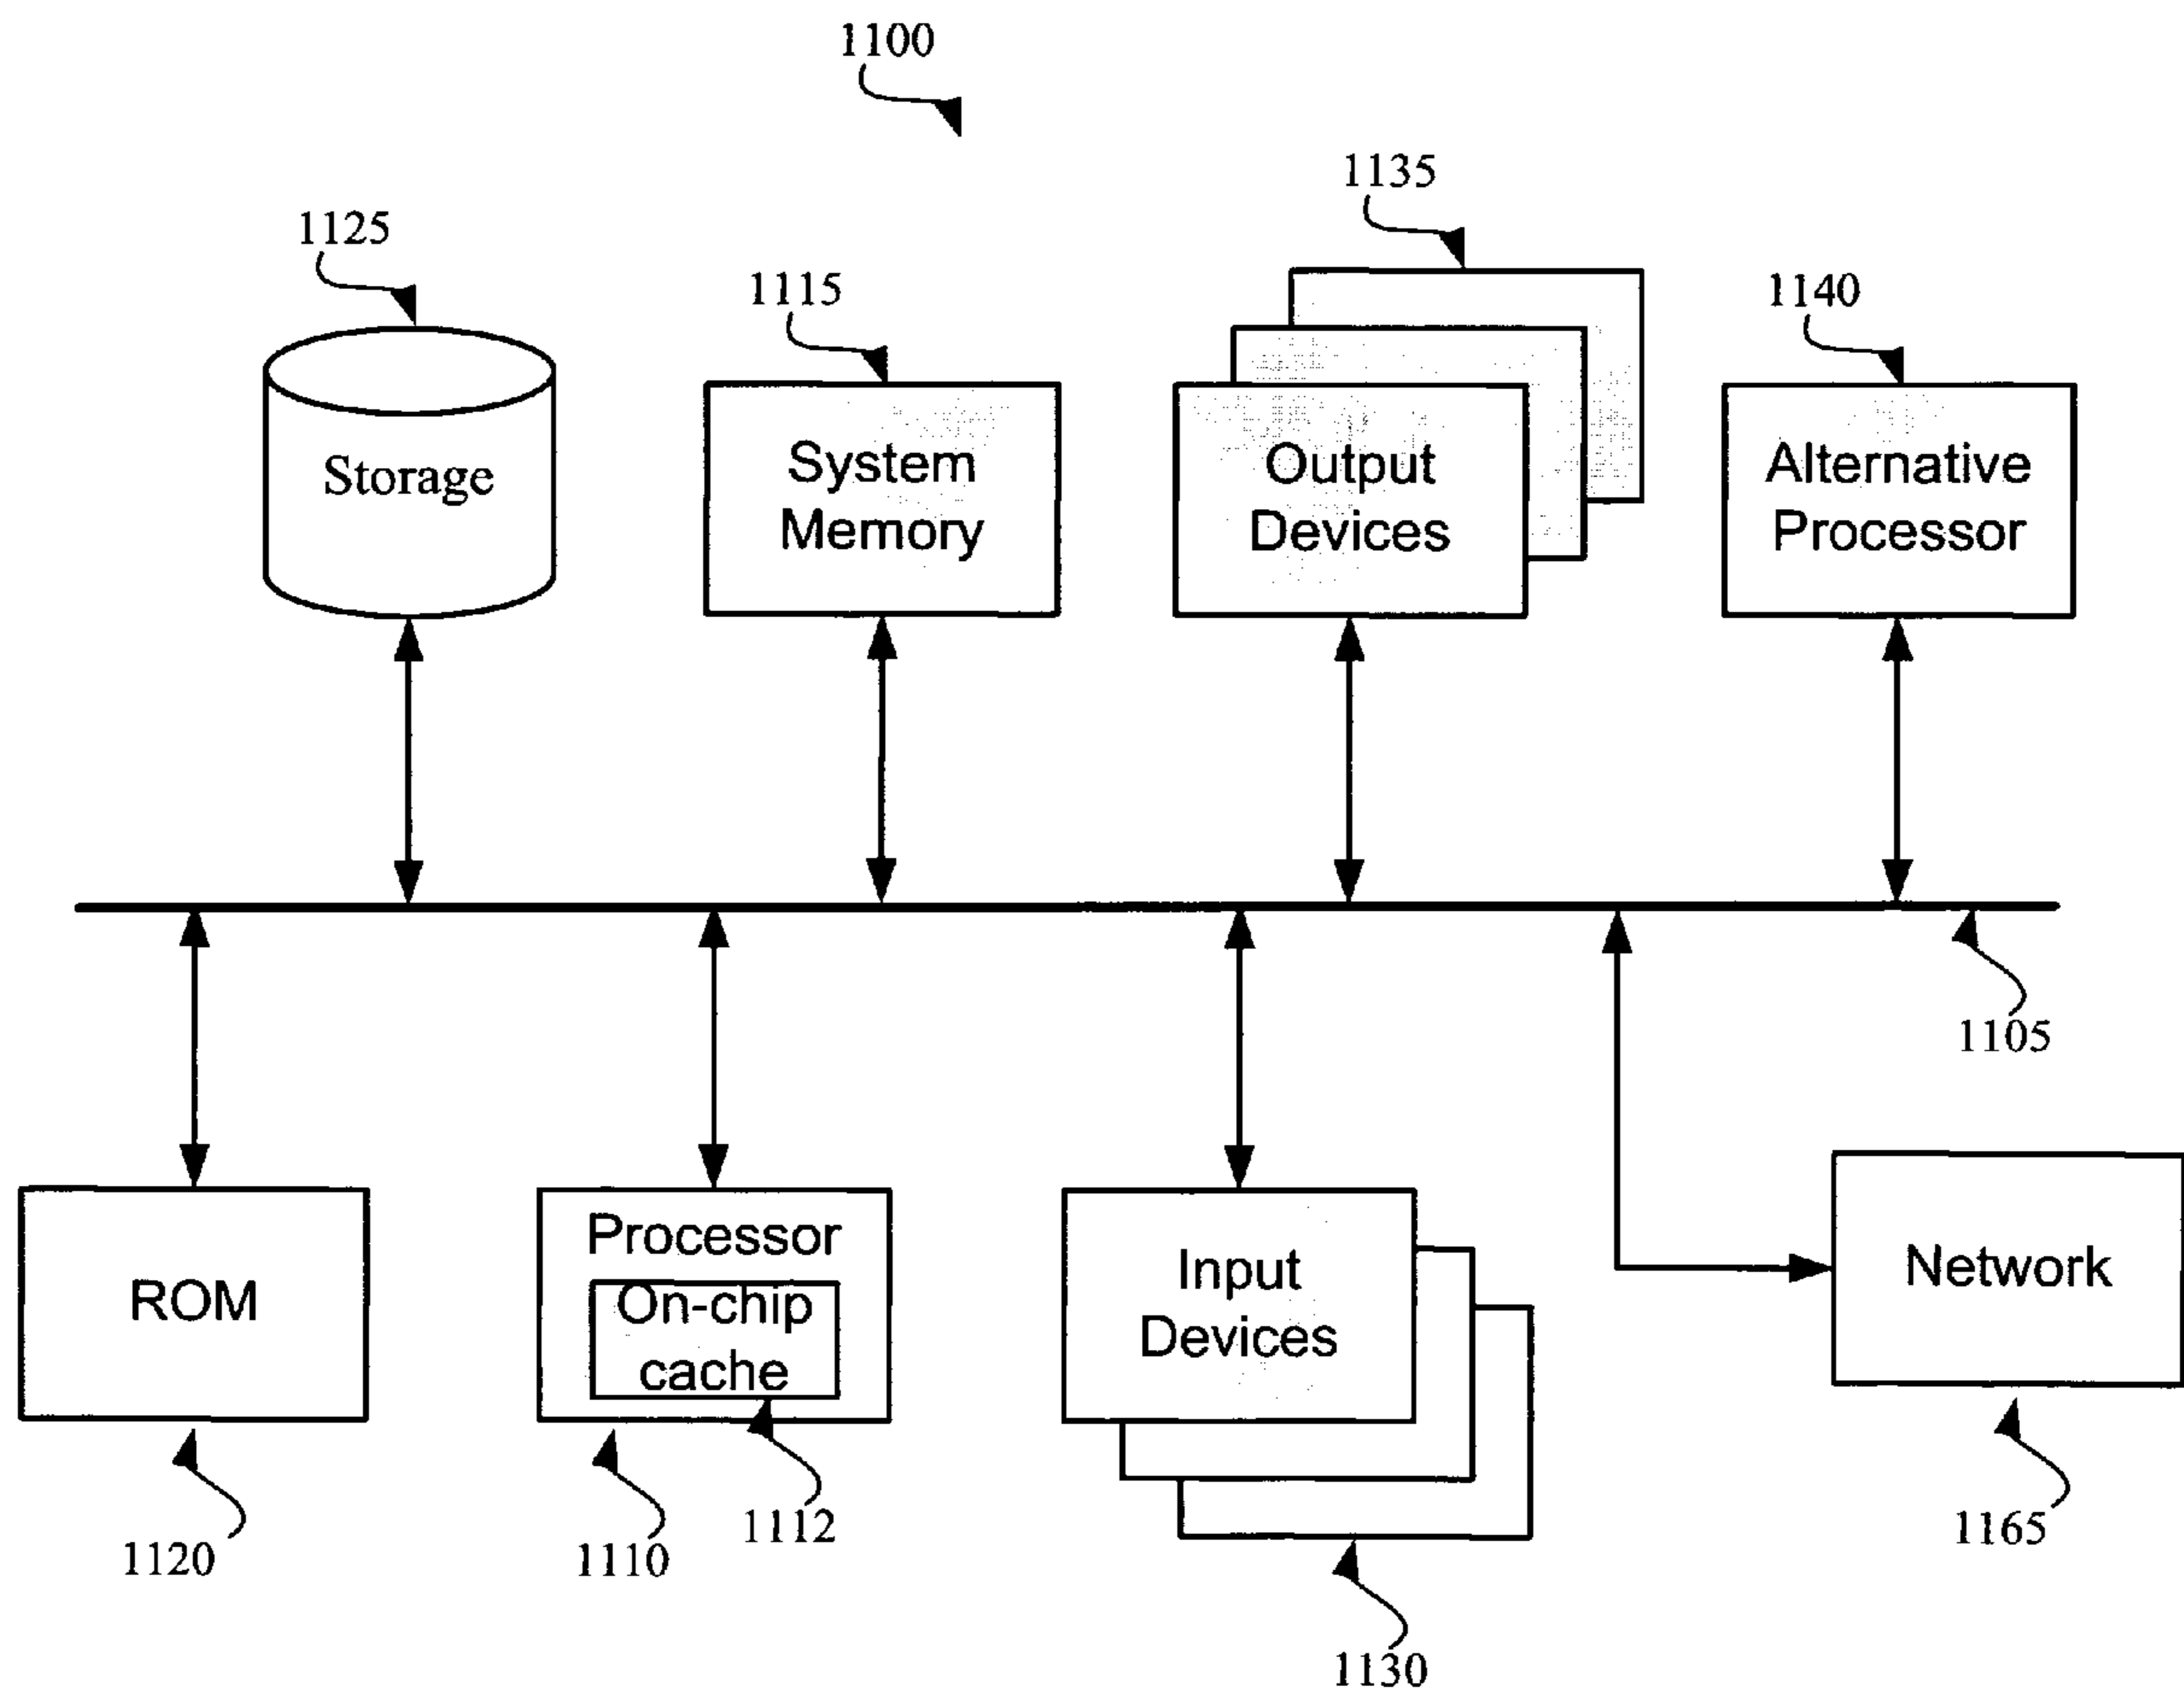 1100
1135
1125
1115
1140
Storage
System
Memory
Output
Devices
Alternative
Processor
1105
ROM
Processor
On-chip
cache
Input
Devices
Network
1120
1110
1112
1165
1130